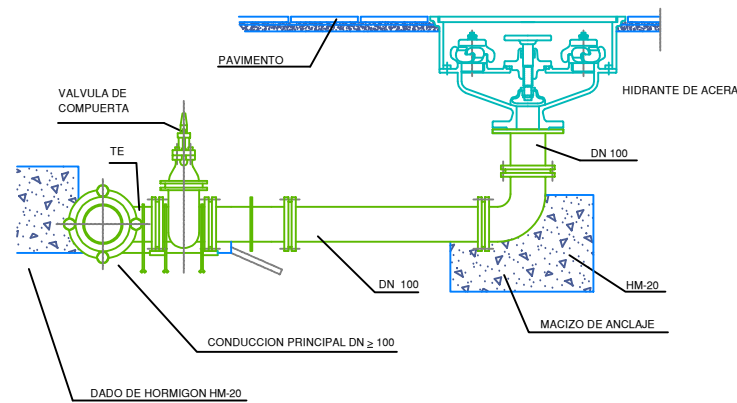 PAVIMENTO
VALVULA DE
COMPUERTA
HIDRANTE DE ACERA
TE
DN 100
DN 100
HM-20
MACIZO DE ANCLAJE
CONDUCCION PRINCIPAL DN ≥ 100
DADO DE HORMIGON HM-20